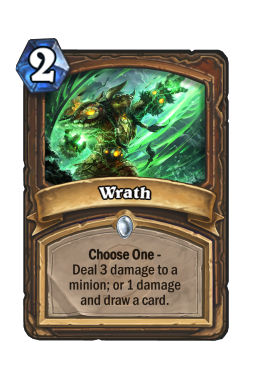 2
Wrath
Choose One -
Deal 3 damage to a
minion; or 1 damage
and draw a card.